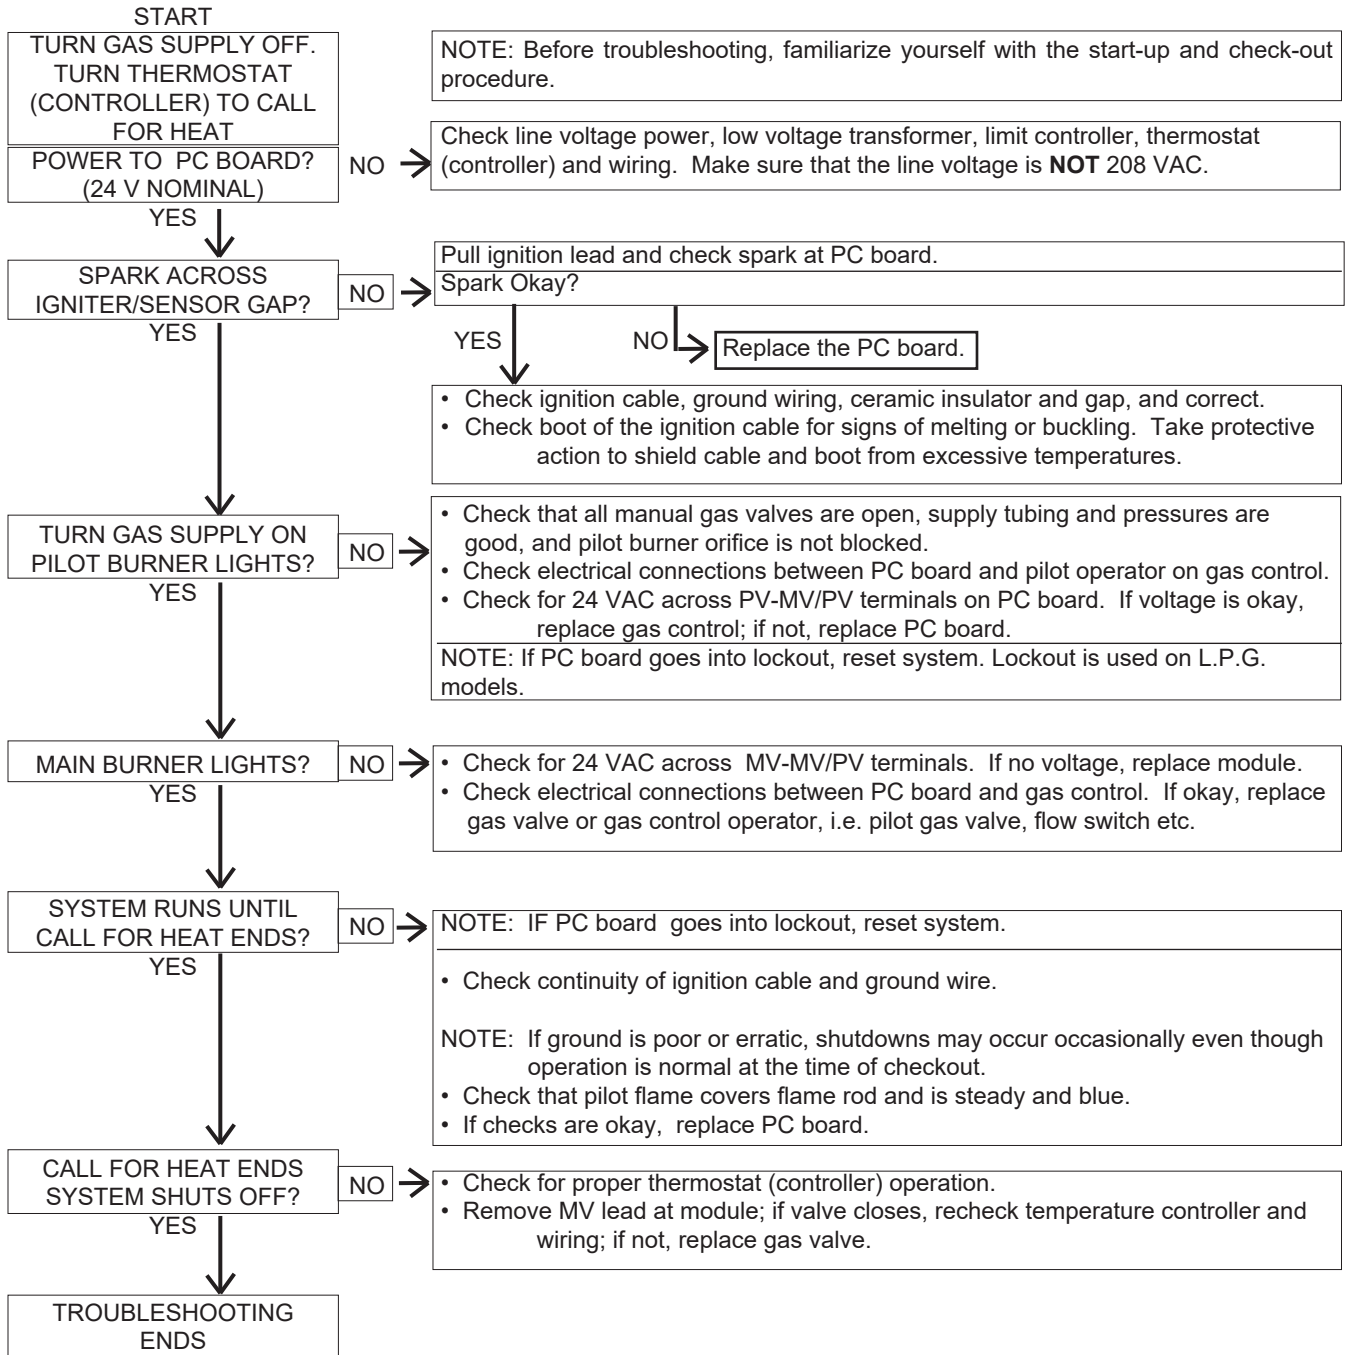 START
TURN GAS SUPPLY OFF.
TURN THERMOSTAT
(CONTROLLER) TO CALL
FOR HEAT
NOTE: Before troubleshooting, familiarize yourself with the start-up and check-out
procedure.
POWER TO PC BOARD?
(24 V NOMINAL)
NO
Check line voltage power, low voltage transformer, limit controller, thermostat
(controller) and wiring. Make sure that the line voltage is NOT 208 VAC.
YES
SPARK ACROSS
IGNITER/SENSOR GAP?
NO
Pull ignition lead and check spark at PC board.
Spark Okay?
YES
YES
NO
Replace the PC board.
• Check ignition cable, ground wiring, ceramic insulator and gap, and correct.
• Check boot of the ignition cable for signs of melting or buckling. Take protective
action to shield cable and boot from excessive temperatures.
TURN GAS SUPPLY ON
PILOT BURNER LIGHTS?
NO
• Check that all manual gas valves are open, supply tubing and pressures are
good, and pilot burner orifice is not blocked.
• Check electrical connections between PC board and pilot operator on gas control.
• Check for 24 VAC across PV-MV/PV terminals on PC board. If voltage is okay,
replace gas control; if not, replace PC board.
NOTE: If PC board goes into lockout, reset system. Lockout is used on L.P.G.
models.
YES
MAIN BURNER LIGHTS?
NO
• Check for 24 VAC across MV-MV/PV terminals. If no voltage, replace module.
• Check electrical connections between PC board and gas control. If okay, replace
gas valve or gas control operator, i.e. pilot gas valve, flow switch etc.
YES
SYSTEM RUNS UNTIL
CALL FOR HEAT ENDS?
NO
NOTE: IF PC board goes into lockout, reset system.
• Check continuity of ignition cable and ground wire.
NOTE: If ground is poor or erratic, shutdowns may occur occasionally even though
operation is normal at the time of checkout.
• Check that pilot flame covers flame rod and is steady and blue.
• If checks are okay, replace PC board.
YES
CALL FOR HEAT ENDS
SYSTEM SHUTS OFF?
NO
• Check for proper thermostat (controller) operation.
• Remove MV lead at module; if valve closes, recheck temperature controller and
wiring; if not, replace gas valve.
YES
TROUBLESHOOTING
ENDS